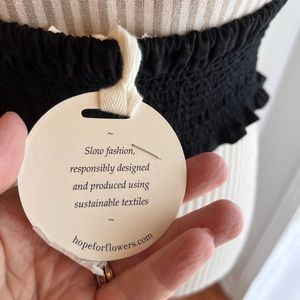 ~
Slow fashion,
responsibly designed
and produced using
sustainable textiles
~
hopeforflowers.com